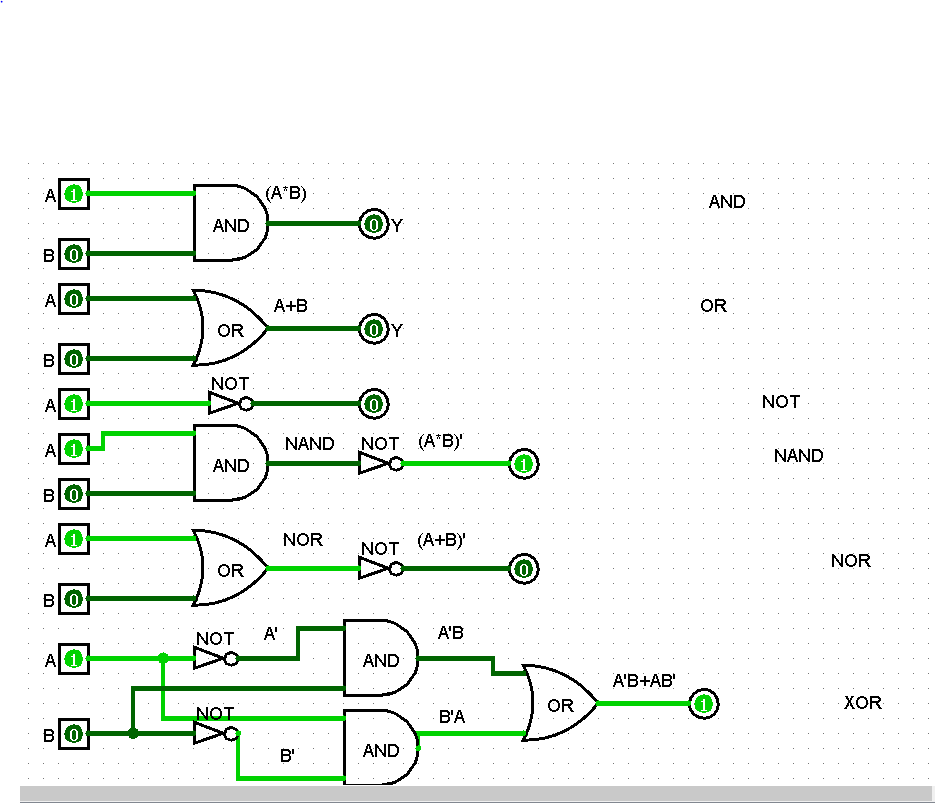 A 1 (A*B) AND
AND 0 Y
B 0
A 0 A+B OR
OR 0 Y
B 0
NOT
A 1 0 NOT
A 1 NAND NOT (A*B)' NAND
AND 1
B 0
A 1 NOR NOT (A+B)' NOR
OR 0
B 0
NOT A' A'B
A 1 AND A'B+AB'
OR 1 XOR
NOT B'A
B 0 B' AND